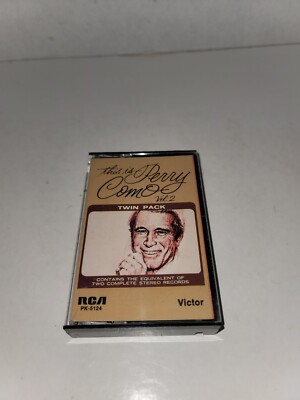 this is Perry
Como
Vol 2
TWIN PACK
CONTAINS THE EQUIVALENT OF
TWO COMPLETE STEREO RECORDS
RCA
Victor
PK-5124